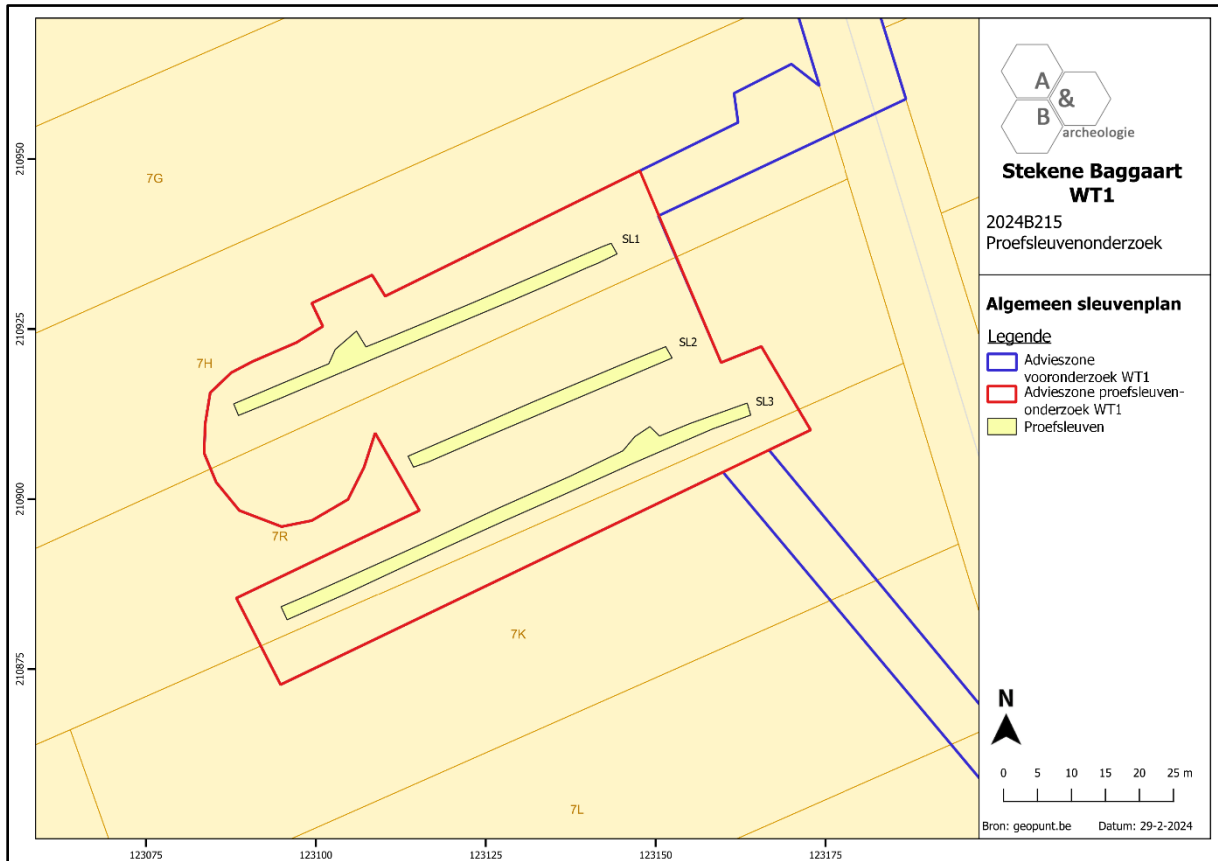 7G
7H
7R
7K
7L
SL1
SL2
SL3
210950
210925
210900
210875
123075
123100
123125
123150
123175
A
&
B
archeologie
Stekene Baggaart
WT1
2024B215
Proefsleuvenonderzoek
Algemeen sleuvenplan
Legende
Advieszone
vooronderzoek WT1
Advieszone proefsleuven-
onderzoek WT1
Proefsleuven
N
0 5 10 15 20 25 m
Bron: geopunt.be Datum: 29-2-2024